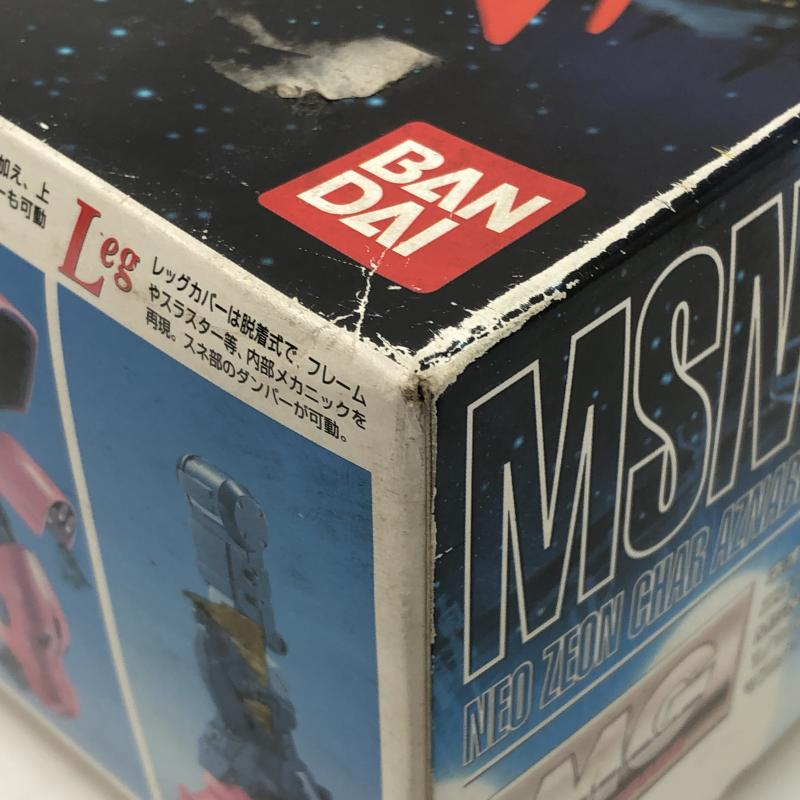 BAN
DAI
加え、上
ーも可動
Leg
レッグカバーは脱着式で、フレーム
やスラスター等、内部メカニックを
再現。スネ部のダンパーが可動。
MSN
NEO ZEON CHAR AZNAB
MG